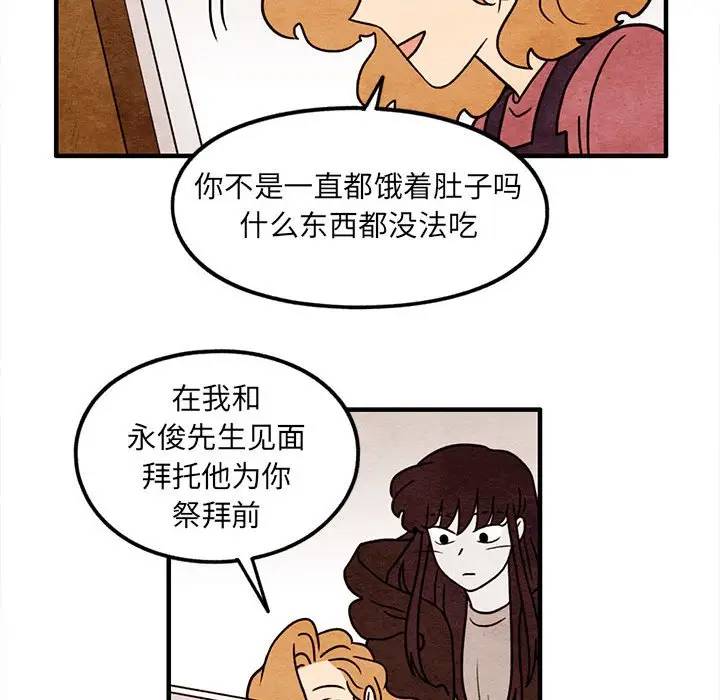 你不是一直都饿着肚子吗
什么东西都没法吃
在我和
永俊先生见面
拜托他为你
祭拜前